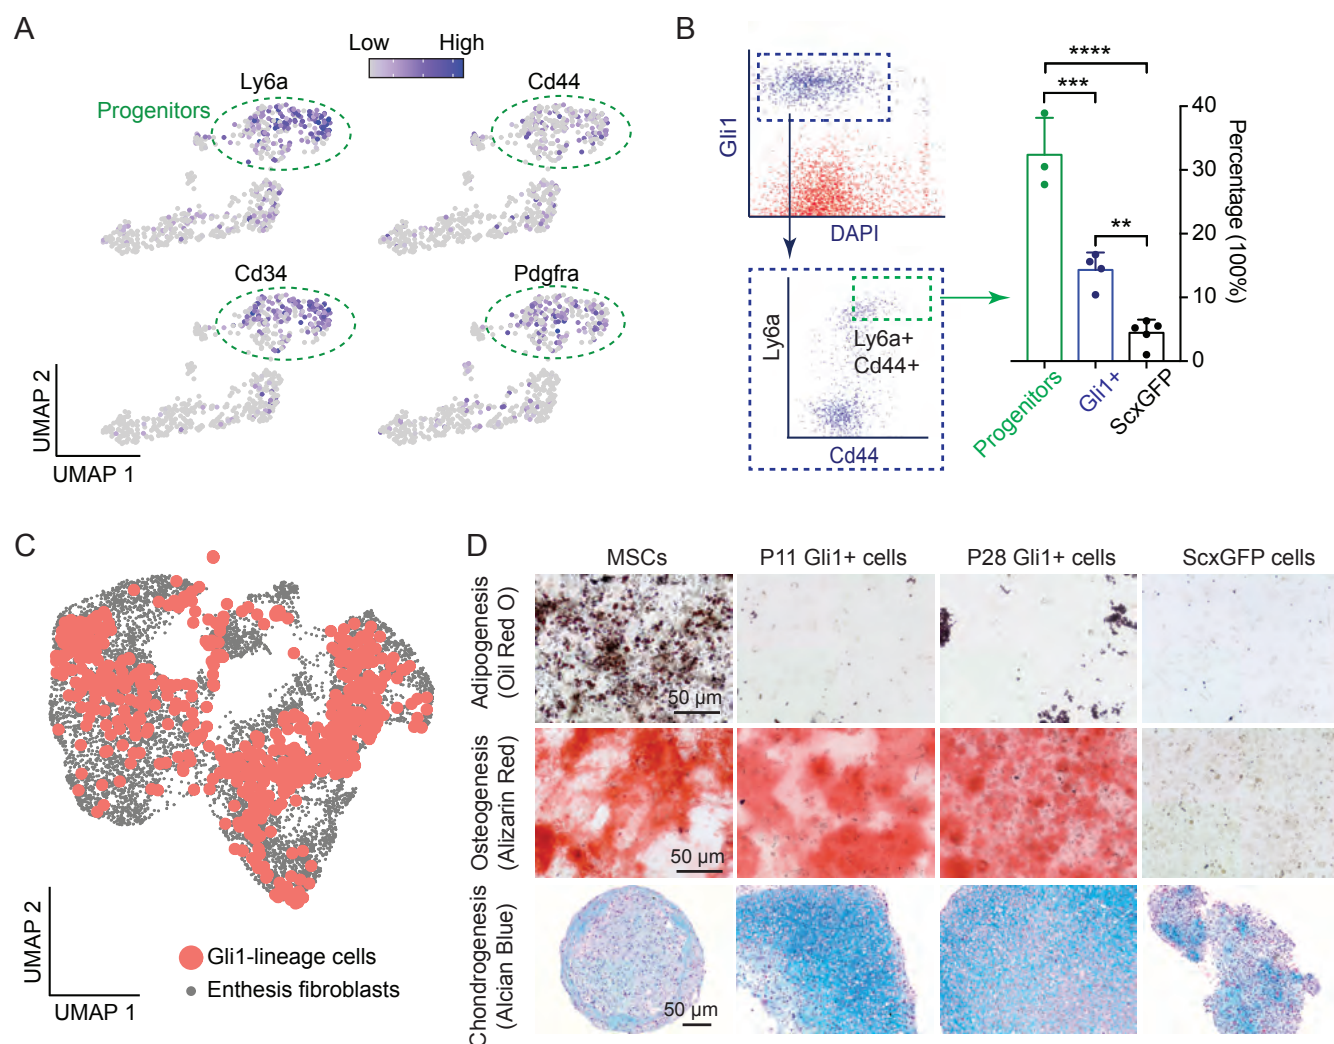 A
Low High
Ly6a
Cd44
Progenitors
Cd34
Pdgfra
UMAP 2
UMAP 1
B
Gli1
DAPI
Ly6a
Ly6a+
Cd44+
Cd44
****
***
**
40
30
20
10
0
Percentage (100%)
Progenitors
Gli1+
ScxGFP
C
UMAP 2
UMAP 1
Gli1-lineage cells
Enthesis fibroblasts
D
MSCs P11 Gli1+ cells P28 Gli1+ cells ScxGFP cells
Adipogenesis
(Oil Red O)
50 µm
Osteogenesis
(Alizarin Red)
50 µm
Chondrogenesis
(Alcian Blue)
50 µm